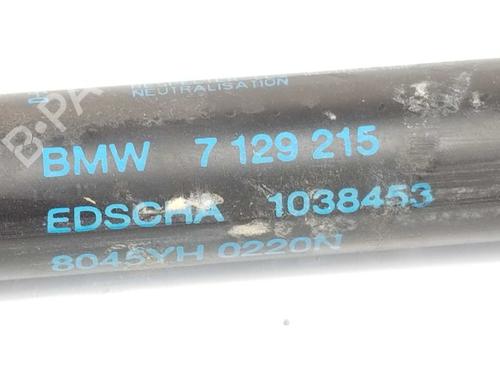 NEUTRALISATION
BMW 7 129 215
EDSCHA 1038453
8045YH 0220N